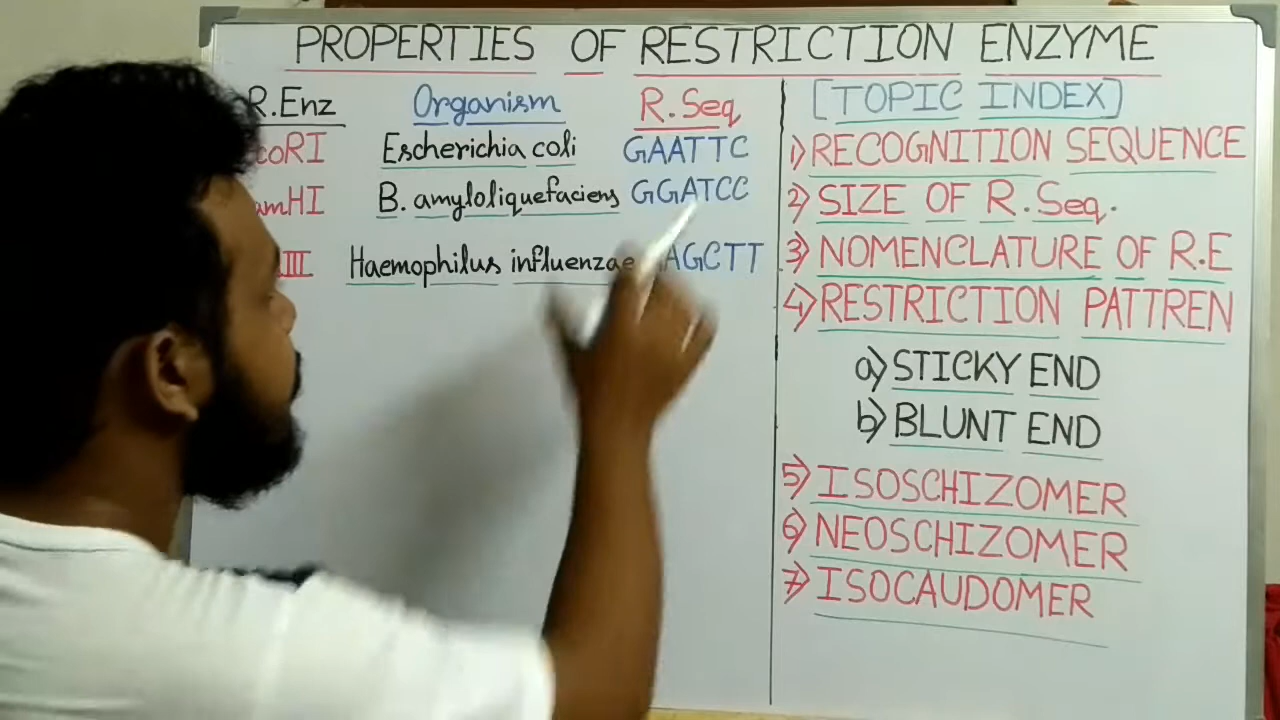 PROPERTIES OF RESTRICTION ENZYME
R.Enz Organism R.Seq
coRI Escherichia coli GAATTC
amHI B. amyloliquefaciens GGATCC
III Haemophilus influenzae AGCTT
[TOPIC INDEX]
1) RECOGNITION SEQUENCE
2) SIZE OF R.Seq.
3) NOMENCLATURE OF R.E
4) RESTRICTION PATTREN
a) STICKY END
b) BLUNT END
5) ISOSCHIZOMER
6) NEOSCHIZOMER
7) ISOCAUDOMER